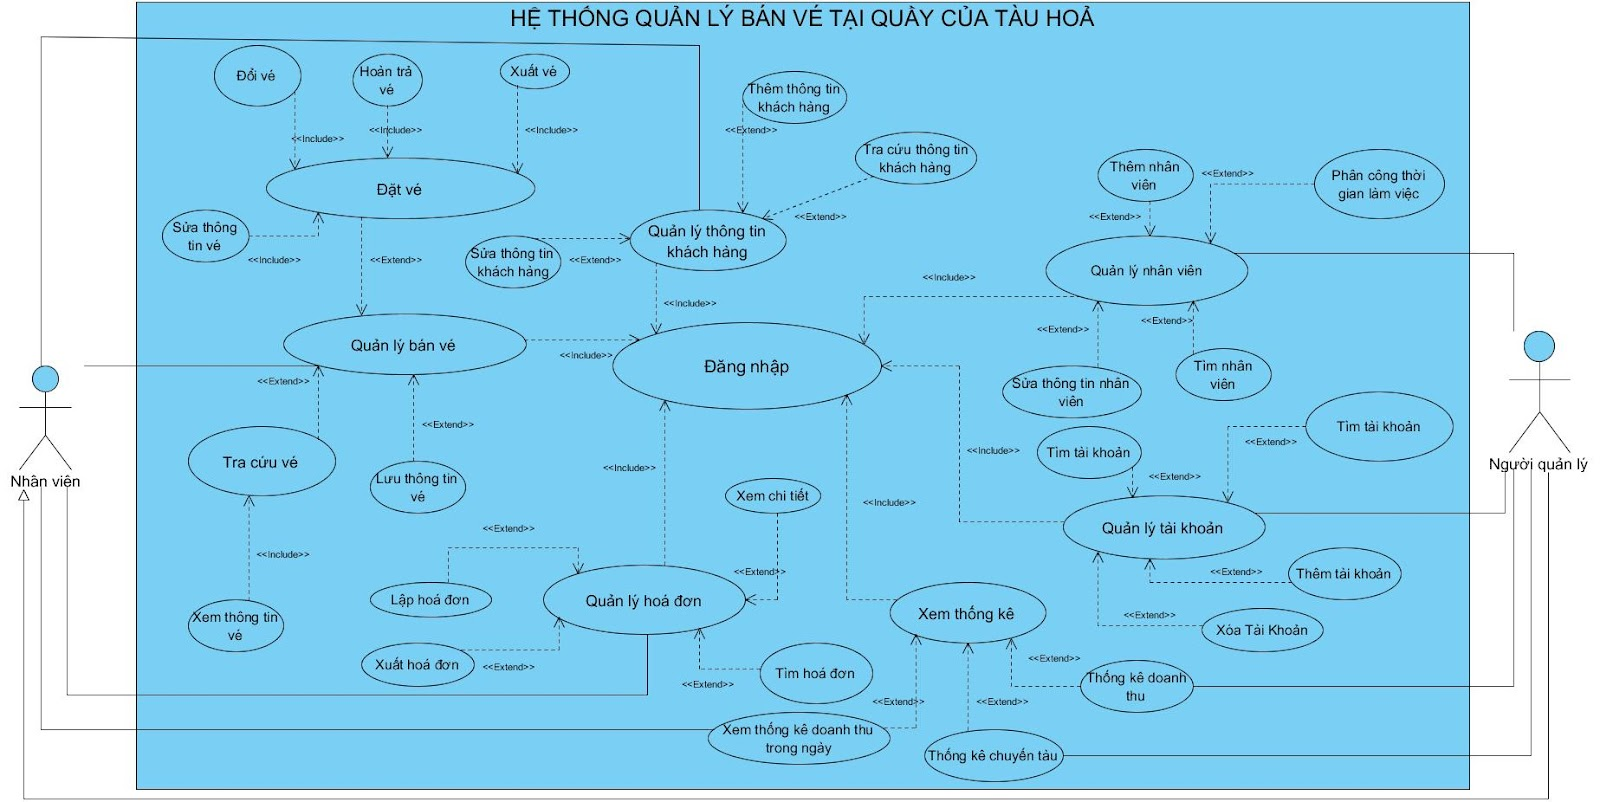 HỆ THỐNG QUẢN LÝ BÁN VÉ TẠI QUẦY CỦA TÀU HOẢ
Đổi vé
Hoàn trả
vé
Xuất vé
<<Include>>
<<Include>>
<<Include>>
Đặt vé
Sửa thông
tin vé
<<Include>>
<<Extend>>
Thêm thông tin
khách hàng
<<Extend>>
Tra cứu thông tin
khách hàng
<<Extend>>
Quản lý thông tin
khách hàng
Sửa thông tin
khách hàng
<<Extend>>
<<Include>>
Thêm nhân
viên
<<Extend>>
Phân công thời
gian làm việc
<<Extend>>
Quản lý nhân viên
<<Include>>
<<Extend>>
<<Extend>>
Sửa thông tin nhân
viên
Tìm nhân
viên
Quản lý bán vé
<<Include>>
Đăng nhập
<<Extend>>
<<Extend>>
Tra cứu vé
Lưu thông tin
vé
<<Include>>
Xem thông tin
vé
Nhân viên
Người quản lý
Tìm tài khoản
<<Extend>>
Tìm tài khoản
<<Extend>>
<<Include>>
Quản lý tài khoản
<<Extend>>
Thêm tài khoản
<<Extend>>
Xóa Tài Khoản
<<Include>>
<<Include>>
Xem chi tiết
<<Extend>>
<<Extend>>
Lập hoá đơn
Quản lý hoá đơn
Xuất hoá đơn
<<Extend>>
Tìm hoá đơn
<<Extend>>
Xem thống kê
<<Extend>>
Thống kê doanh
thu
<<Extend>>
<<Extend>>
Xem thống kê doanh thu
trong ngày
Thống kê chuyến tàu